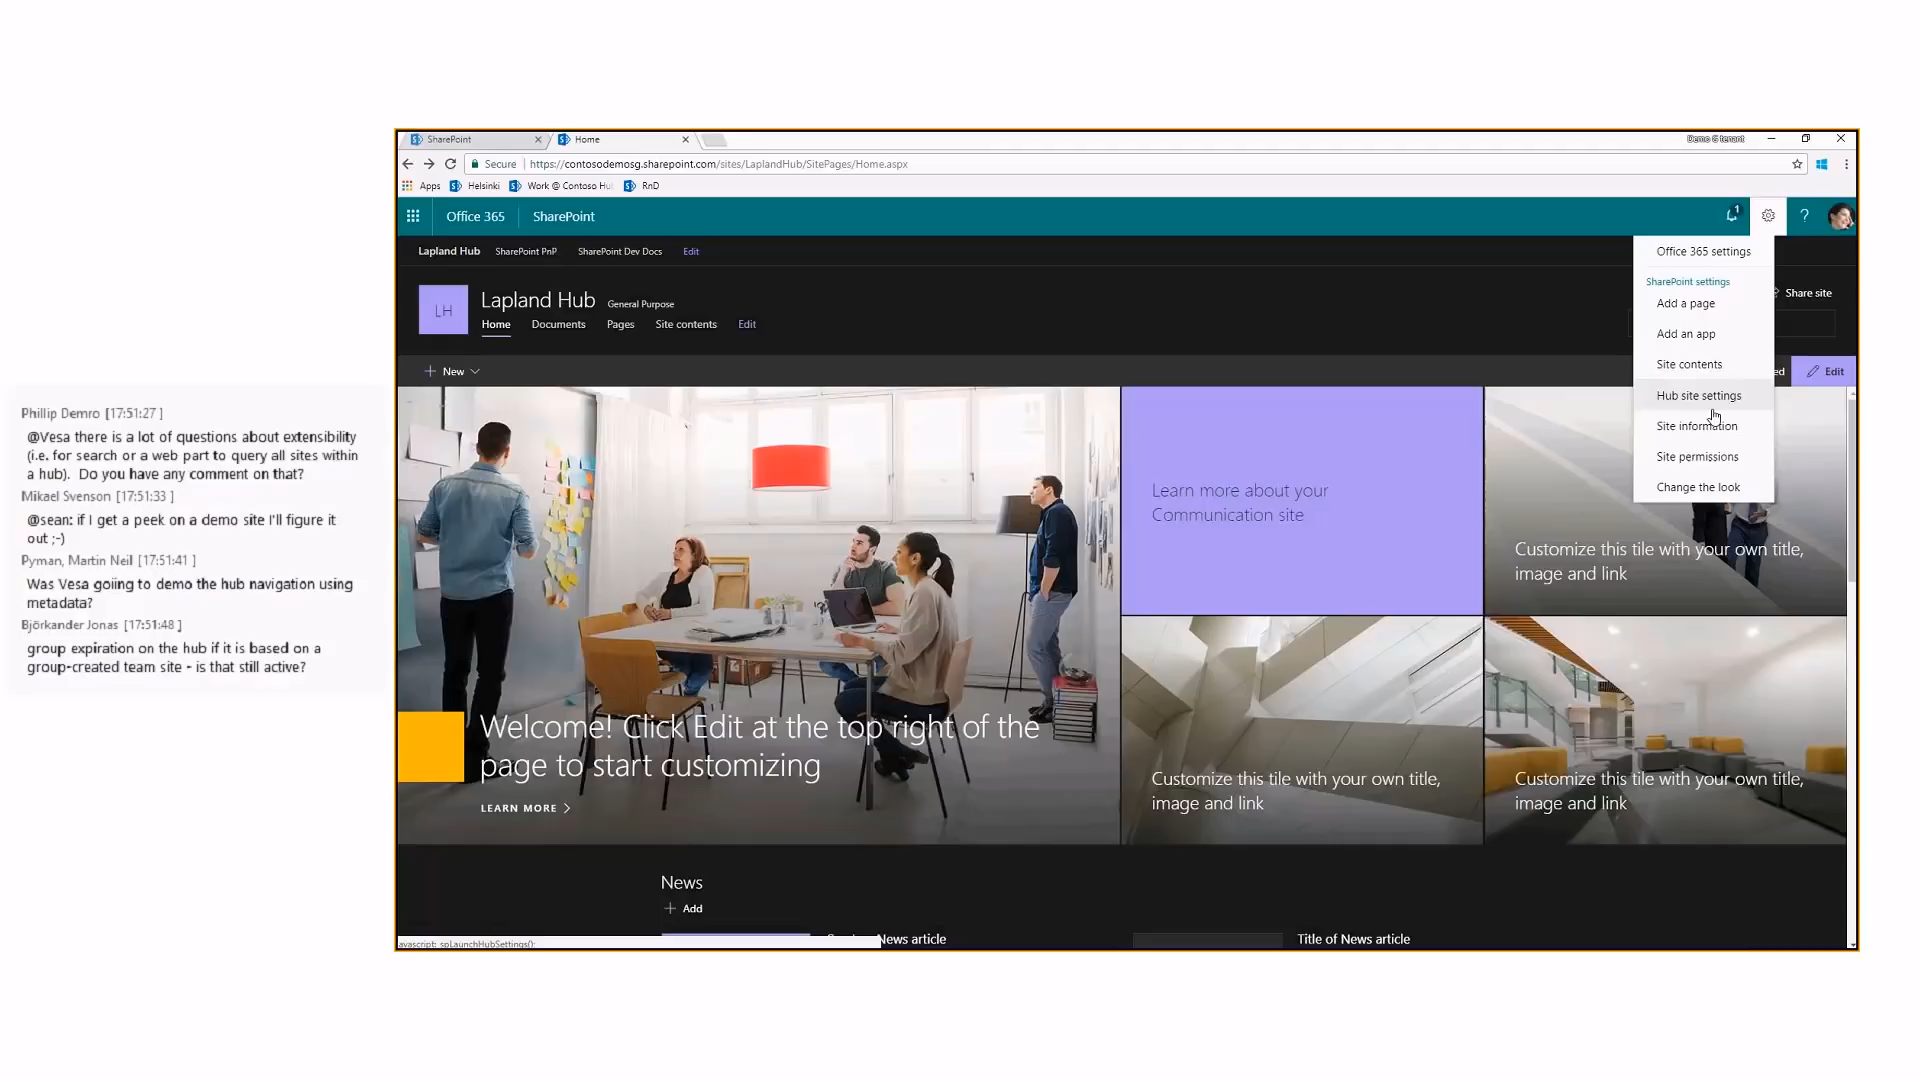 SharePoint
Home
Demo G tenant
Secure
https://contosodemosg.sharepoint.com/sites/LaplandHub/SitePages/Home.aspx
Apps
Helsinki
Work @ Contoso Hu
RnD
Office 365
SharePoint
1
?
Lapland Hub
SharePoint PnP
SharePoint Dev Docs
Edit
LH
Lapland Hub
General Purpose
Home
Documents
Pages
Site contents
Edit
Office 365 settings
SharePoint settings
Add a page
Add an app
Site contents
Hub site settings
Site information
Site permissions
Change the look
Share site
New
ed
Edit
Phillip Demro [17:51:27 ]
@Vesa there is a lot of questions about extensibility
(i.e. for search or a web part to query all sites within
a hub).  Do you have any comment on that?
Mikael Svenson [17:51:33 ]
@sean: if I get a peek on a demo site I'll figure it
out ;-)
Pyman, Martin Neil [17:51:41 ]
Was Vesa goiing to demo the hub navigation using
metadata?
Björkander Jonas [17:51:48 ]
group expiration on the hub if it is based on a
group-created team site - is that still active?
Learn more about your
Communication site
Customize this tile with your own title,
image and link
Welcome! Click Edit at the top right of the
page to start customizing
LEARN MORE
Customize this tile with your own title,
image and link
Customize this tile with your own title,
image and link
News
Add
News article
Title of News article
avascript: spLaunchHubSettings();